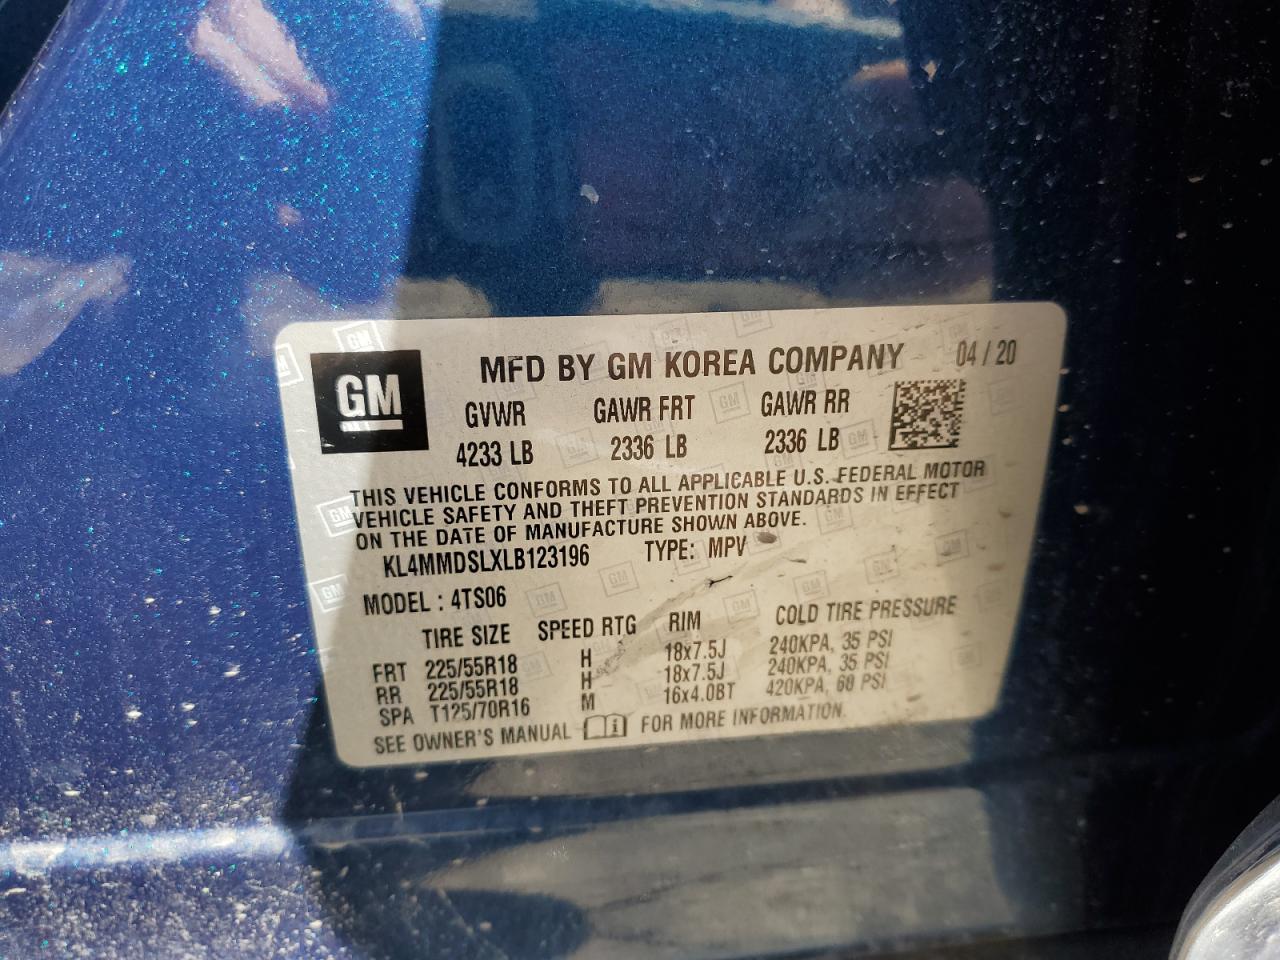 GM
MFD BY GM KOREA COMPANY 04 / 20
GVWR GAWR FRT GAWR RR
4233 LB 2336 LB 2336 LB
THIS VEHICLE CONFORMS TO ALL APPLICABLE U.S. FEDERAL MOTOR
VEHICLE SAFETY AND THEFT PREVENTION STANDARDS IN EFFECT
ON THE DATE OF MANUFACTURE SHOWN ABOVE.
KL4MMDSLXLB123196 TYPE: MPV
MODEL : 4TS06
TIRE SIZE SPEED RTG RIM COLD TIRE PRESSURE
FRT 225/55R18 H 18x7.5J 240KPA, 35 PSI
RR 225/55R18 H 18x7.5J 240KPA, 35 PSI
SPA T125/70R16 M 16x4.0BT 420KPA, 60 PSI
SEE OWNER'S MANUAL FOR MORE INFORMATION.